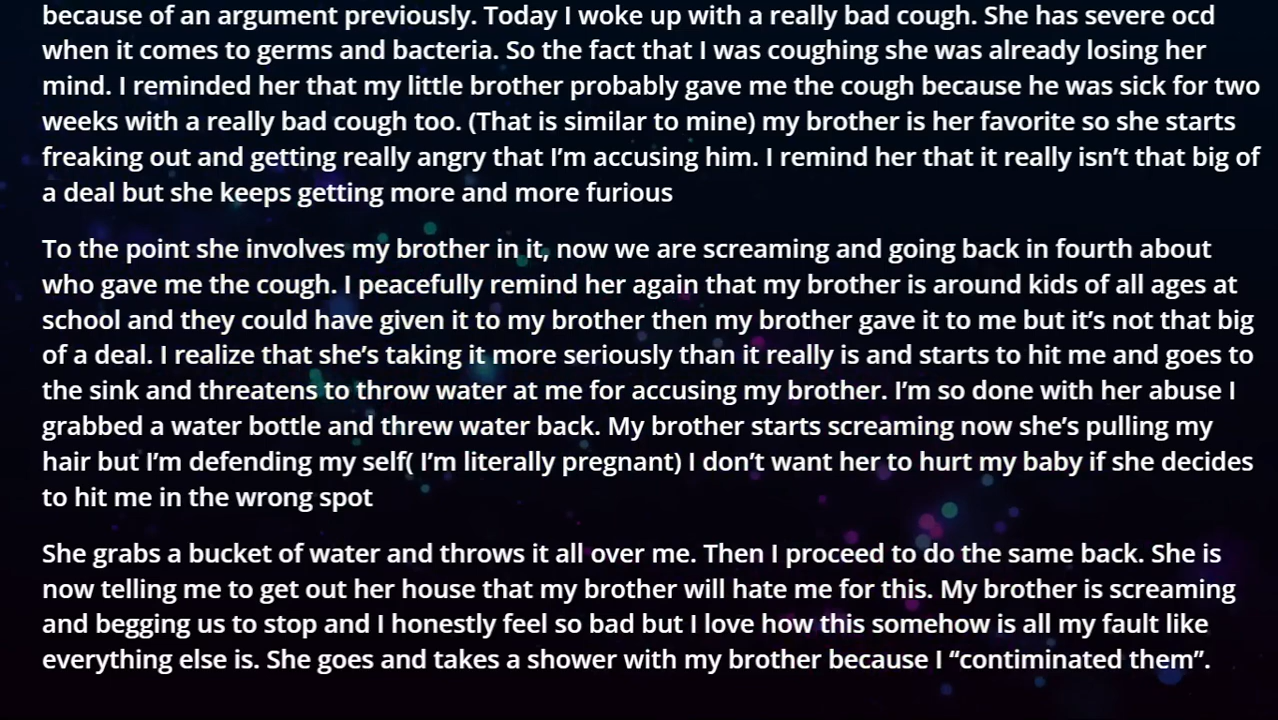 because of an argument previously. Today I woke up with a really bad cough. She has severe ocd
when it comes to germs and bacteria. So the fact that I was coughing she was already losing her
mind. I reminded her that my little brother probably gave me the cough because he was sick for two
weeks with a really bad cough too. (That is similar to mine) my brother is her favorite so she starts
freaking out and getting really angry that I’m accusing him. I remind her that it really isn’t that big of
a deal but she keeps getting more and more furious
To the point she involves my brother in it, now we are screaming and going back in fourth about
who gave me the cough. I peacefully remind her again that my brother is around kids of all ages at
school and they could have given it to my brother then my brother gave it to me but it’s not that big
of a deal. I realize that she’s taking it more seriously than it really is and starts to hit me and goes to
the sink and threatens to throw water at me for accusing my brother. I’m so done with her abuse I
grabbed a water bottle and threw water back. My brother starts screaming now she’s pulling my
hair but I’m defending my self( I’m literally pregnant) I don’t want her to hurt my baby if she decides
to hit me in the wrong spot
She grabs a bucket of water and throws it all over me. Then I proceed to do the same back. She is
now telling me to get out her house that my brother will hate me for this. My brother is screaming
and begging us to stop and I honestly feel so bad but I love how this somehow is all my fault like
everything else is. She goes and takes a shower with my brother because I “contiminated them”.